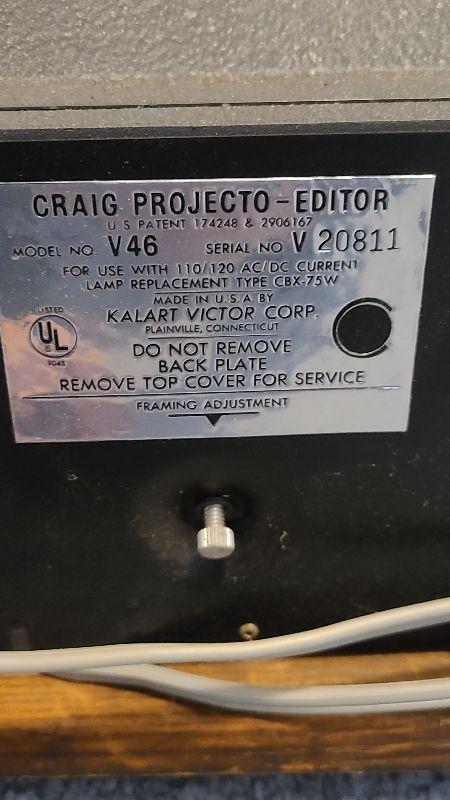 CRAIG PROJECTO-EDITOR
U.S. PATENT 174248 & 2906167
MODEL NO. V46 SERIAL NO. V 20811
FOR USE WITH 110/120 AC/DC CURRENT
LAMP REPLACEMENT TYPE CBX-75W
MADE IN U.S.A. BY
KALART VICTOR CORP.
PLAINVILLE, CONNECTICUT
LISTED
UL
904S
DO NOT REMOVE
BACK PLATE
REMOVE TOP COVER FOR SERVICE
FRAMING ADJUSTMENT